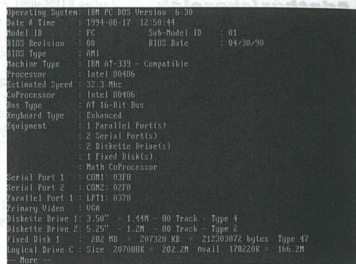 Operating System: IBM PC DOS Version 6.30
Date & Time : 1994-08-17 12:50:44
Model ID : FC Sub-Model ID : 01
BIOS Revision : 00 BIOS Date : 04/30/90
BIOS Type : AMI
Machine Type : IBM AT-339 - Compatible
Processor : Intel 80486
Estimated Speed : 32.3 Mhz
CoProcessor : Intel 80486
Bus Type : AT 16-Bit Bus
Keyboard Type : Enhanced
Equipment : 1 Parallel Port(s)
: 2 Serial Port(s)
: 2 Diskette Drive(s)
: 1 Fixed Disk(s)
: Math CoProcessor
Serial Port 1 : COM1: 03F8
Serial Port 2 : COM2: 02F8
Parallel Port 1 : LPT1: 0378
Primary Video : VGA
Diskette Drive 1: 3.50" - 1.44M - 80 Track - Type 4
Diskette Drive 2: 5.25" - 1.2M - 80 Track - Type 2
Fixed Disk 1 : 202 MB = 207328 KB = 212303872 bytes Type 47
Logical Drive C : Size = 207080K = 202.2M avail 170220K = 166.2M
-- More --